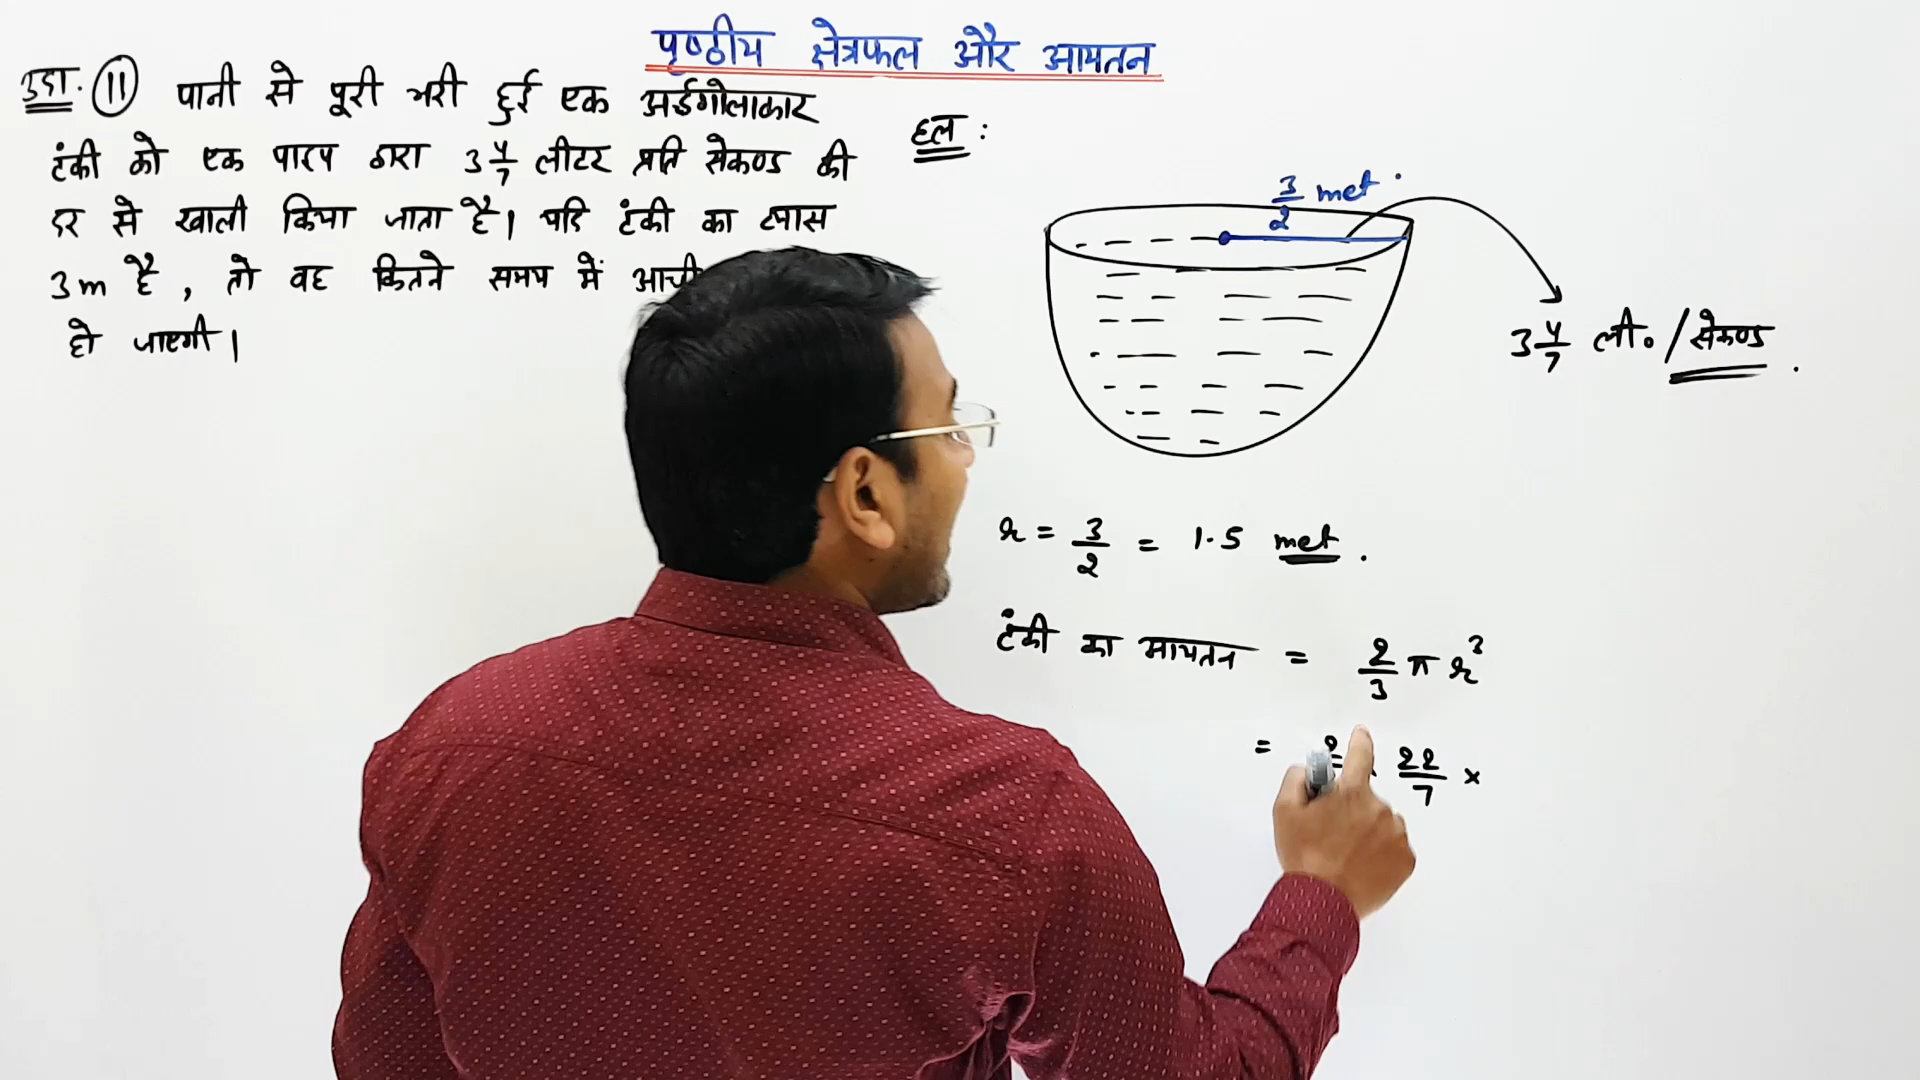 पृष्ठीय क्षेत्रफल और आयतन
उदा. 11 पानी से पूरी भरी हुई एक अर्द्धगोलाकार
टंकी को एक पाइप द्वारा 3 4/7 लीटर प्रति सेकण्ड की
दर से खाली किया जाता है। यदि टंकी का व्यास
3m है, तो वह कितने समय में आधी
हो जाएगी।
हल :
3/2 met.
3 4/7 ली० / सेकण्ड .
r = 3/2 = 1.5 met .
टंकी का आयतन = 2/3 π r³
= 22/7 ×